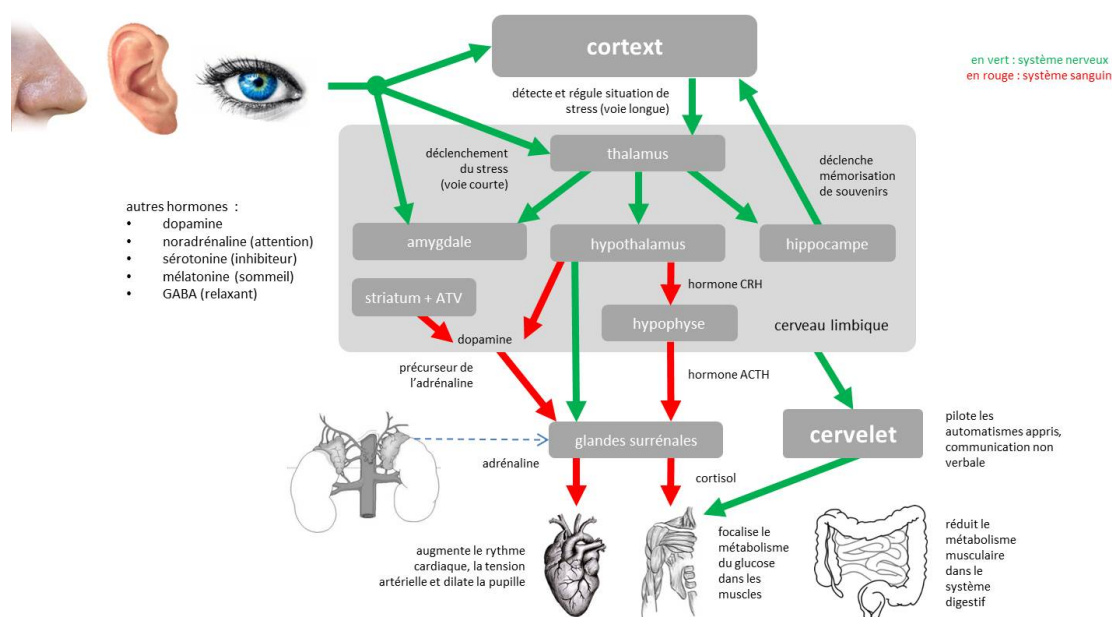 cortext
en vert : système nerveux
en rouge : système sanguin
détecte et régule situation de
stress (voie longue)
déclenchement
du stress
(voie courte)
thalamus
déclenche
mémorisation
de souvenirs
autres hormones :
• dopamine
• noradrénaline (attention)
• sérotonine (inhibiteur)
• mélatonine (sommeil)
• GABA (relaxant)
amygdale
hypothalamus
hippocampe
striatum + ATV
hormone CRH
hypophyse
cerveau limbique
dopamine
précurseur de
l'adrénaline
hormone ACTH
glandes surrénales
cervelet
pilote les
automatismes appris,
communication non
verbale
adrénaline
cortisol
augmente le rythme
cardiaque, la tension
artérielle et dilate la pupille
focalise le
métabolisme
du glucose
dans les
muscles
réduit le
métabolisme
musculaire
dans le
système
digestif